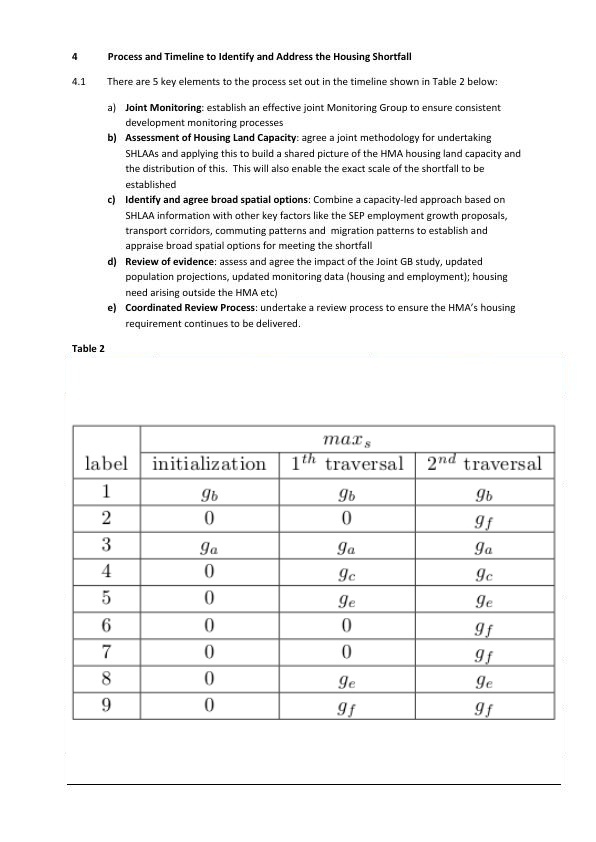 4 Process and Timeline to Identify and Address the Housing Shortfall
4.1 There are 5 key elements to the process set out in the timeline shown in Table 2 below:
a) Joint Monitoring: establish an effective joint Monitoring Group to ensure consistent
development monitoring processes
b) Assessment of Housing Land Capacity: agree a joint methodology for undertaking
SHLAAs and applying this to build a shared picture of the HMA housing land capacity and
the distribution of this. This will also enable the exact scale of the shortfall to be
established
c) Identify and agree broad spatial options: Combine a capacity-led approach based on
SHLAA information with other key factors like the SEP employment growth proposals,
transport corridors, commuting patterns and migration patterns to establish and
appraise broad spatial options for meeting the shortfall
d) Review of evidence: assess and agree the impact of the Joint GB study, updated
population projections, updated monitoring data (housing and employment); housing
need arising outside the HMA etc)
e) Coordinated Review Process: undertake a review process to ensure the HMA's housing
requirement continues to be delivered.
Table 2
max_s
label initialization 1^th traversal 2^nd traversal
1 g_b g_b g_b
2 0 0 g_f
3 g_a g_a g_a
4 0 g_c g_c
5 0 g_e g_e
6 0 0 g_f
7 0 0 g_f
8 0 g_e g_e
9 0 g_f g_f